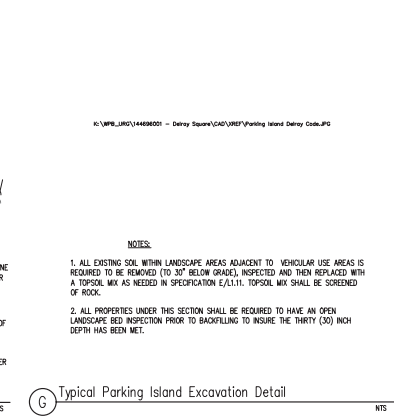 K:\WPB_URG\144696001 - Delray Square\CAD\XREF\Parking Island Delray Code.JPG
NOTES:
1. ALL EXISTING SOIL WITHIN LANDSCAPE AREAS ADJACENT TO VEHICULAR USE AREAS IS
REQUIRED TO BE REMOVED (TO 30" BELOW GRADE), INSPECTED AND THEN REPLACED WITH
A TOPSOIL MIX AS NEEDED IN SPECIFICATION E/L1.11. TOPSOIL MIX SHALL BE SCREENED
OF ROCK.
2. ALL PROPERTIES UNDER THIS SECTION SHALL BE REQUIRED TO HAVE AN OPEN
LANDSCAPE BED INSPECTION PRIOR TO BACKFILLING TO INSURE THE THIRTY (30) INCH
DEPTH HAS BEEN MET.
NE
R
OF
ER
S
G Typical Parking Island Excavation Detail
NTS